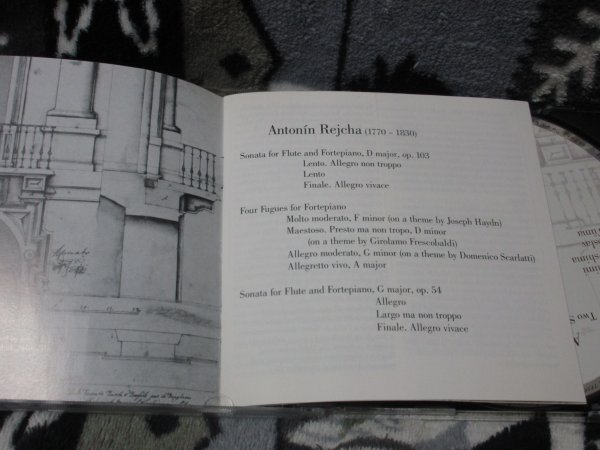 Antonín Rejcha (1770 – 1830)
Sonata for Flute and Fortepiano, D major, op. 103
Lento. Allegro non troppo
Lento
Finale. Allegro vivace
Four Fugues for Fortepiano
Molto moderato, F minor (on a theme by Joseph Haydn)
Maestoso. Presto ma non tropo, D minor
(on a theme by Girolamo Frescobaldi)
Allegro moderato, G minor (on a theme by Domenico Scarlatti)
Allegretto vivo, A major
Sonata for Flute and Fortepiano, G major, op. 54
Allegro
Largo ma non troppo
Finale. Allegro vivace
Two S